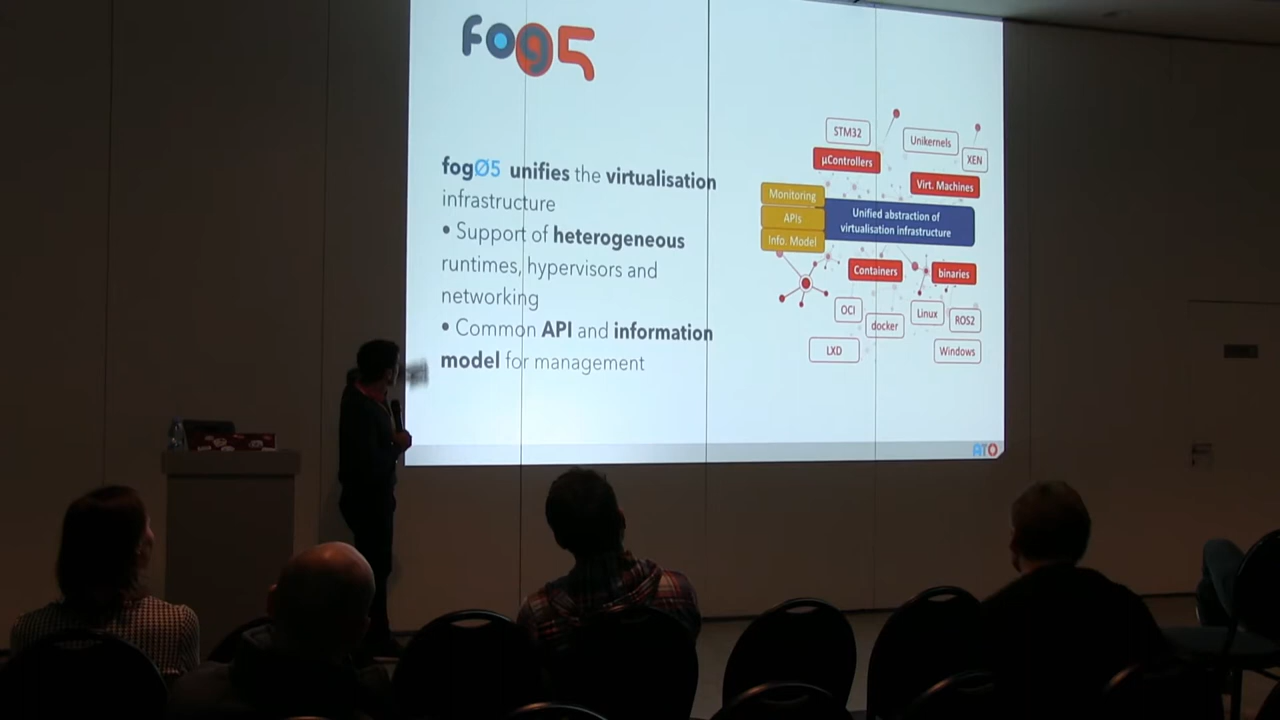 fog05
fogØ5 unifies the virtualisation
infrastructure
• Support of heterogeneous
runtimes, hypervisors and
networking
• Common API and information
model for management
STM32
µControllers
Unikernels
XEN
Virt. Machines
Monitoring
APIs
Info. Model
Unified abstraction of
virtualisation infrastructure
Containers
binaries
OCI
docker
Linux
ROS2
LXD
Windows
ATO